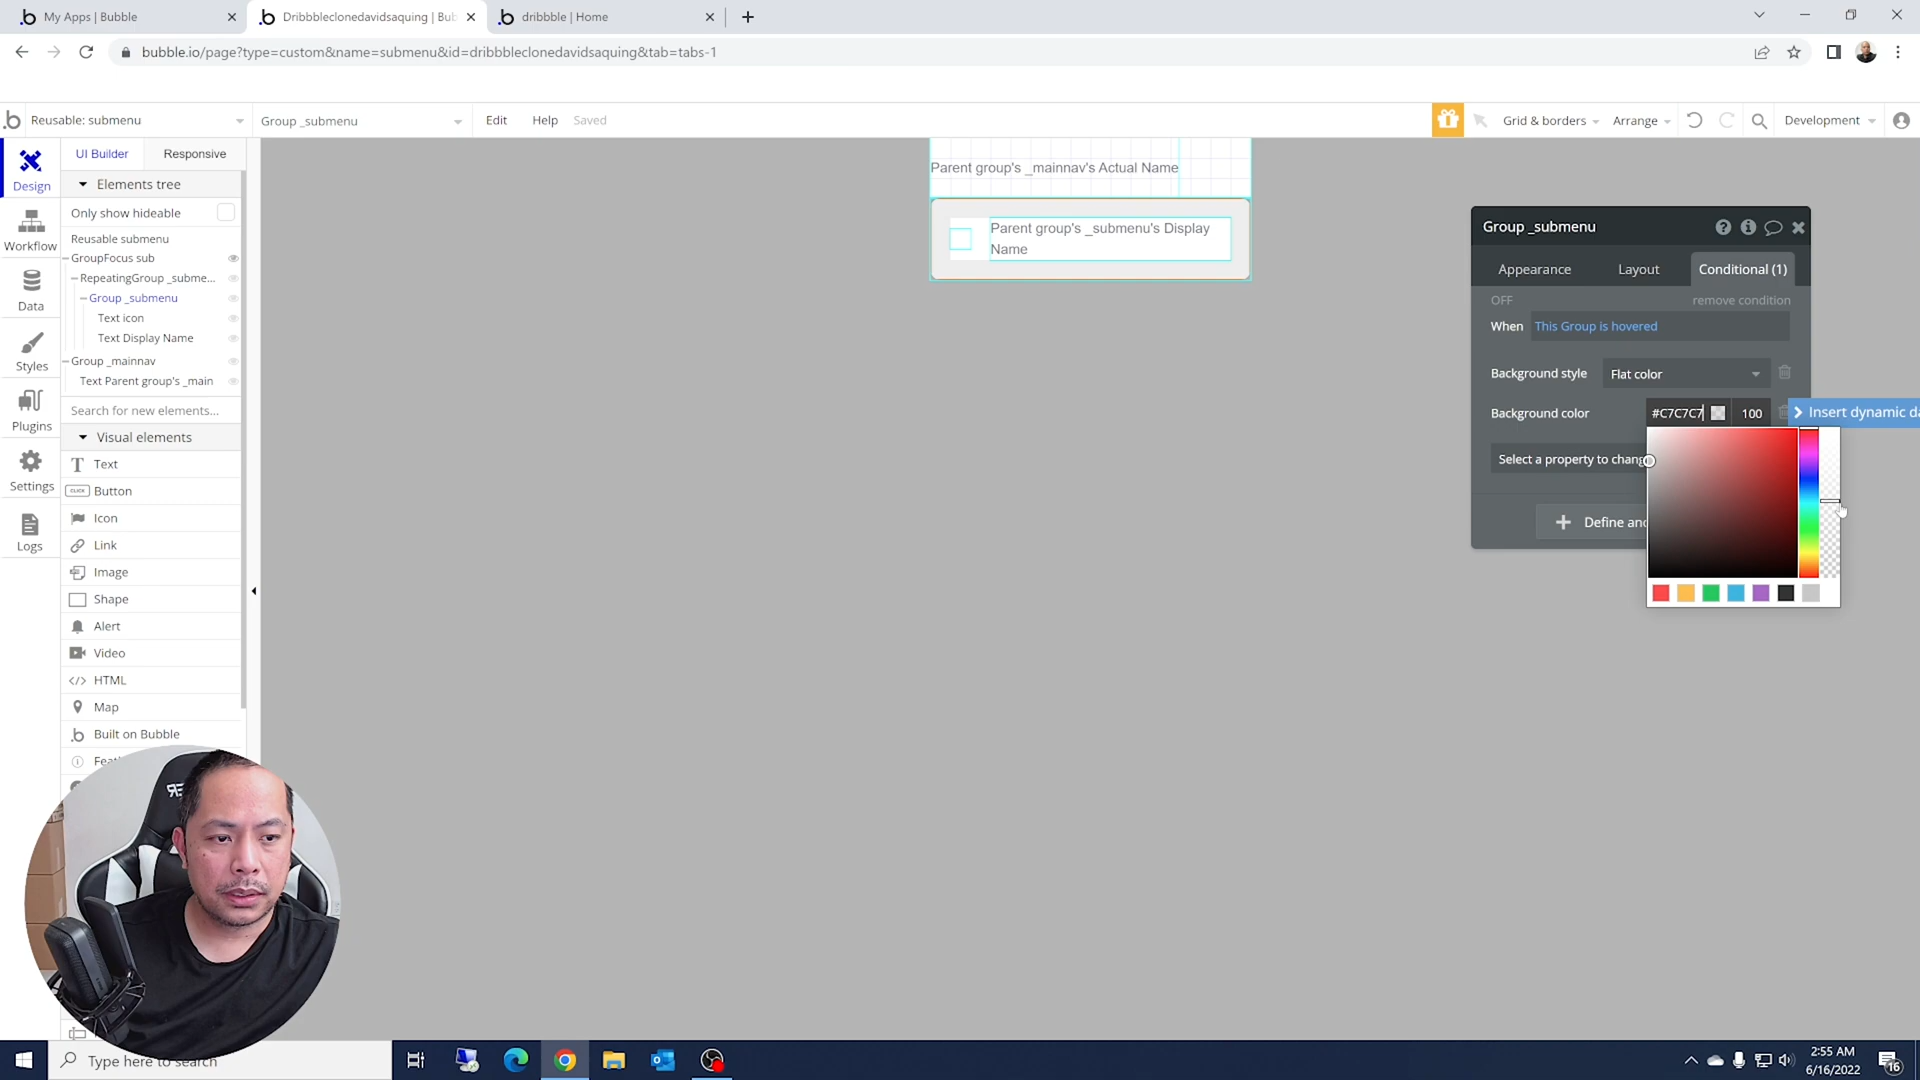 My Apps | Bubble
Dribbbleclonedavidsaquing | Bub
dribbble | Home
bubble.io/page?type=custom&name=submenu&id=dribbbleclonedavidsaquing&tab=tabs-1
Reusable: submenu
Group _submenu
Edit
Help
Saved
Grid & borders
Arrange
Development
Design
Workflow
Data
Styles
Plugins
Settings
Logs
UI Builder
Responsive
Elements tree
Only show hideable
Reusable submenu
GroupFocus sub
RepeatingGroup _subme...
Group _submenu
Text icon
Text Display Name
Group _mainnav
Text Parent group's _main
Search for new elements...
Visual elements
Text
CLICK Button
Icon
Link
Image
Shape
Alert
Video
</> HTML
Map
Built on Bubble
Parent group's _mainnav's Actual Name
Parent group's _submenu's Display
Name
Group _submenu
Appearance
Layout
Conditional (1)
OFF
remove condition
When
This Group is hovered
Background style
Flat color
Background color
#C7C7C7
100
Insert dynamic da
Select a property to chang
Define and
Type here to search
2:55 AM
6/16/2022
16